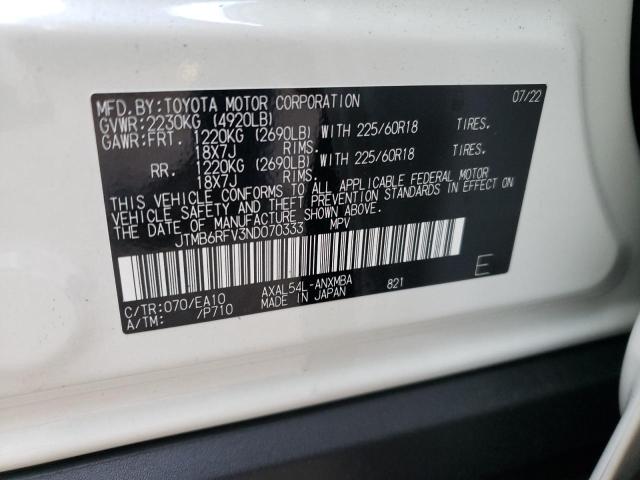 MFD. BY: TOYOTA MOTOR CORPORATION 07/22
GVWR: 2230KG (4920LB)
GAWR: FRT. 1220KG (2690LB) WITH 225/60R18 TIRES.
18X7J RIMS.
RR. 1220KG (2690LB) WITH 225/60R18 TIRES.
18X7J RIMS.
THIS VEHICLE CONFORMS TO ALL APPLICABLE FEDERAL MOTOR
VEHICLE SAFETY AND THEFT PREVENTION STANDARDS IN EFFECT ON
THE DATE OF MANUFACTURE SHOWN ABOVE.
JTMB6RFV3ND070333 MPV
C/TR: 070/EA10 AXAL54L-ANXMBA 821 E
A/TM: /P710 MADE IN JAPAN